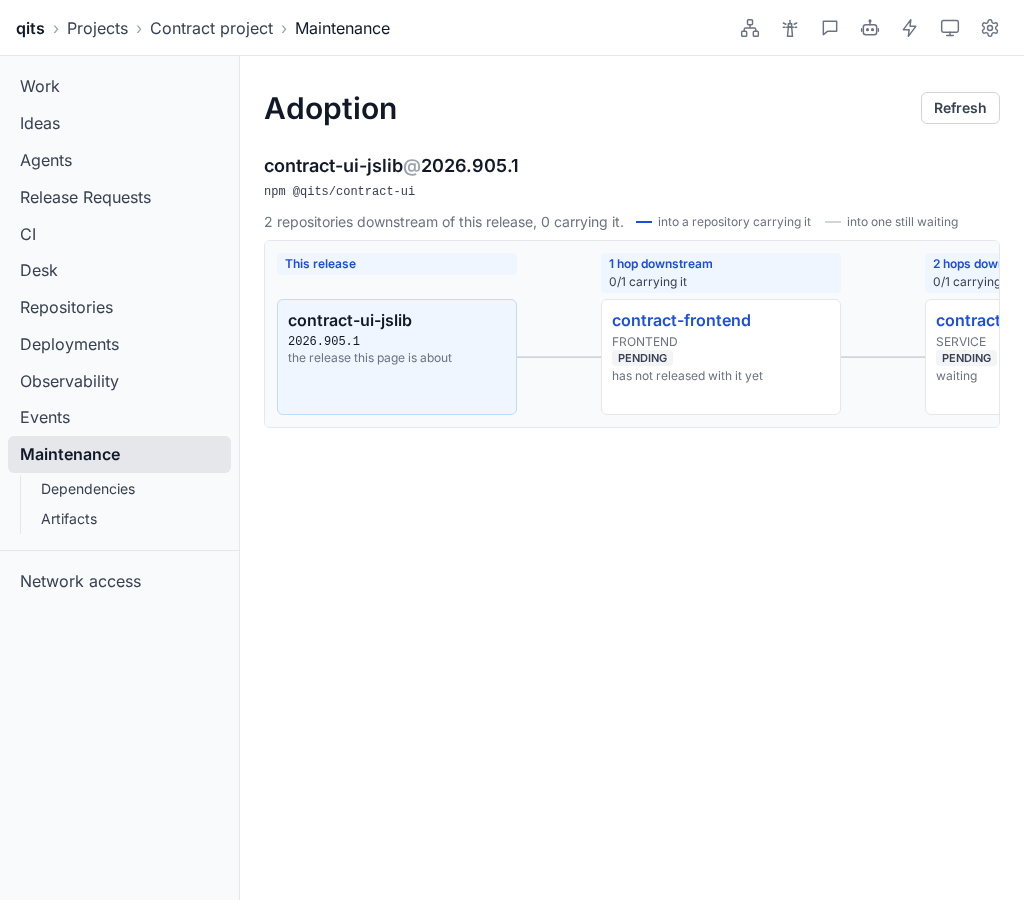 qits › Projects › Contract project › Maintenance
Work
Ideas
Agents
Release Requests
CI
Desk
Repositories
Deployments
Observability
Events
Maintenance
Dependencies
Artifacts
Network access
Adoption
Refresh
contract-ui-jslib@2026.905.1
npm @qits/contract-ui
2 repositories downstream of this release, 0 carrying it.
into a repository carrying it
into one still waiting
This release
contract-ui-jslib
2026.905.1
the release this page is about
1 hop downstream
0/1 carrying it
contract-frontend
FRONTEND
PENDING
has not released with it yet
2 hops
0/1 carrying
contract
SERVICE
PENDING
waiting